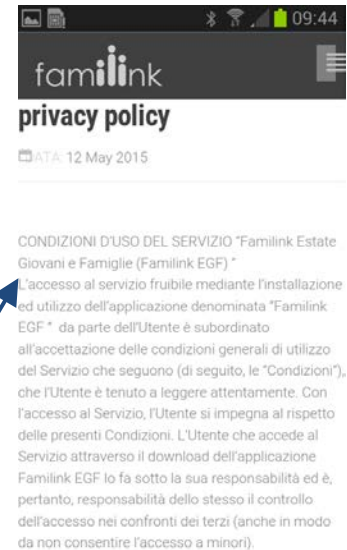 09:44
familink
privacy policy
DATA: 12 May 2015
CONDIZIONI D'USO DEL SERVIZIO "Familink Estate
Giovani e Famiglie (Familink EGF) "
L'accesso al servizio fruibile mediante l'installazione
ed utilizzo dell'applicazione denominata "Familink
EGF " da parte dell'Utente è subordinato
all'accettazione delle condizioni generali di utilizzo
del Servizio che seguono (di seguito, le "Condizioni"),
che l'Utente è tenuto a leggere attentamente. Con
l'accesso al Servizio, l'Utente si impegna al rispetto
delle presenti Condizioni. L'Utente che accede al
Servizio attraverso il download dell'applicazione
Familink EGF lo fa sotto la sua responsabilità ed è,
pertanto, responsabilità dello stesso il controllo
dell'accesso nei confronti dei terzi (anche in modo
da non consentire l'accesso a minori).